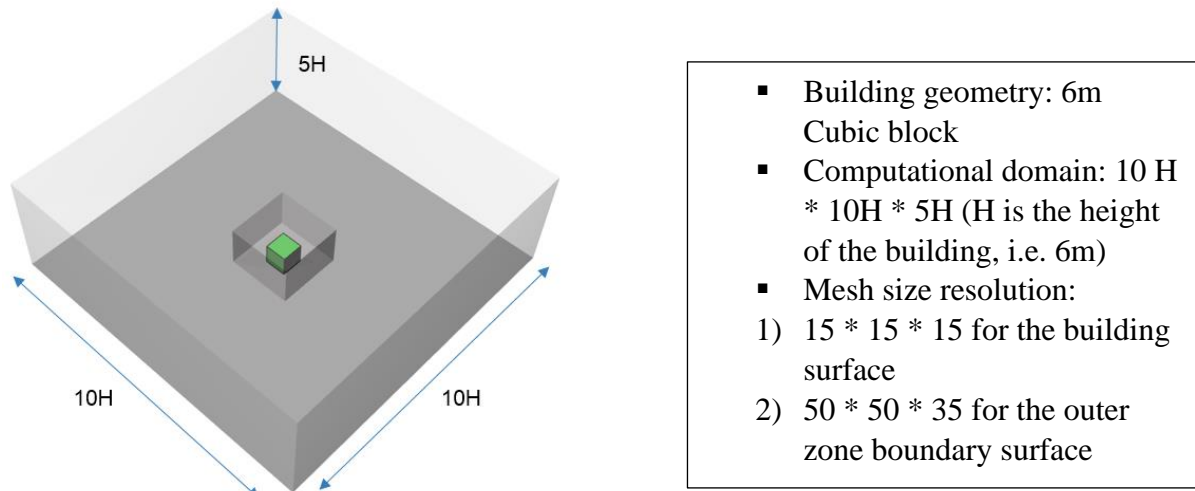 5H
10H
10H
▪ Building geometry: 6m
Cubic block
▪ Computational domain: 10 H
* 10H * 5H (H is the height
of the building, i.e. 6m)
▪ Mesh size resolution:
1) 15 * 15 * 15 for the building
surface
2) 50 * 50 * 35 for the outer
zone boundary surface